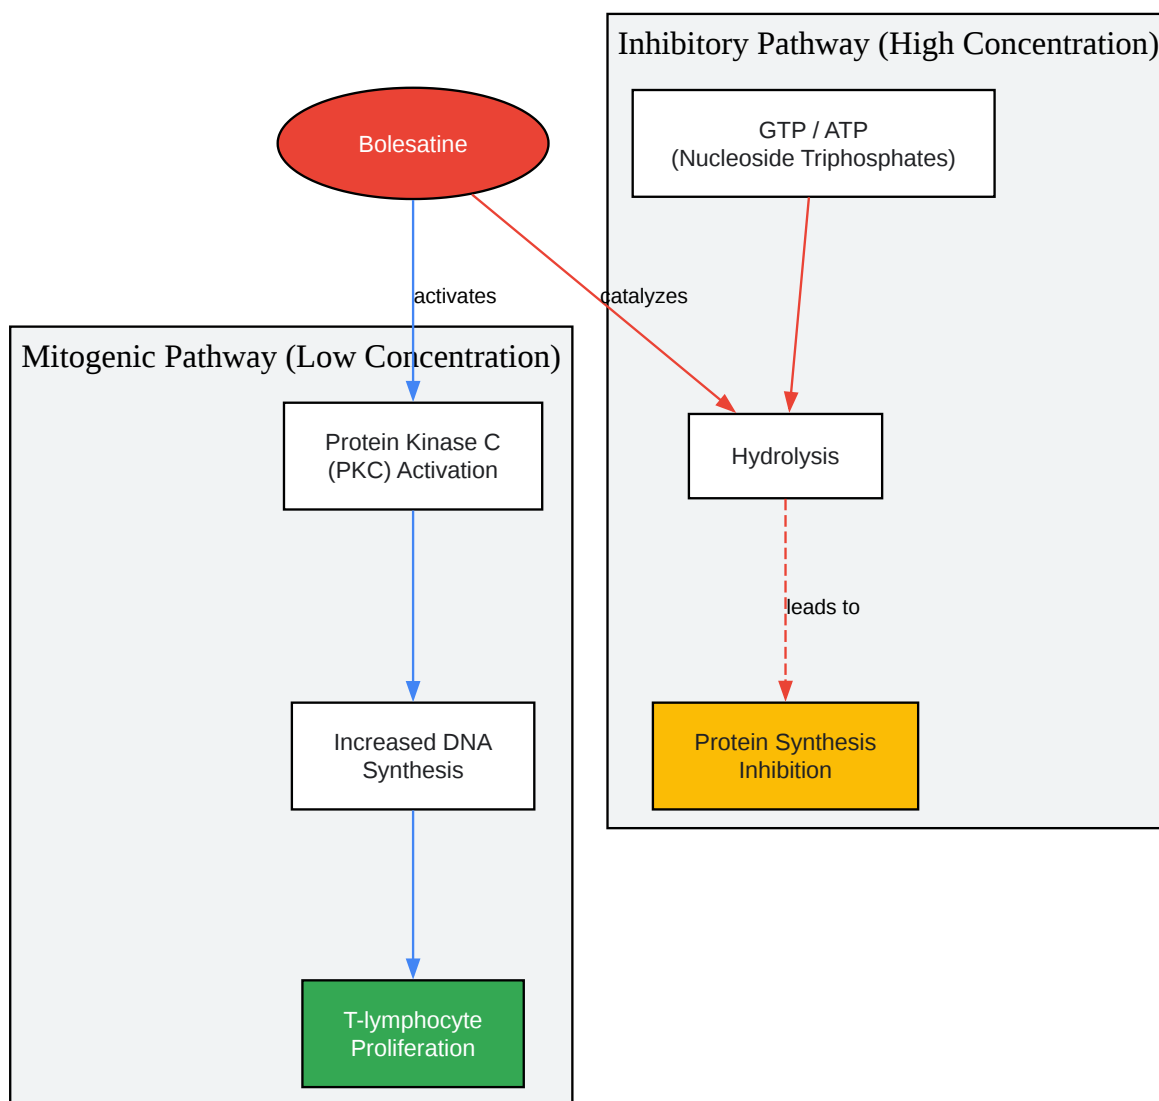 Inhibitory Pathway (High Concentration)
GTP / ATP
(Nucleoside Triphosphates)
Bolesatine
activates
catalyzes
Mitogenic Pathway (Low Concentration)
Protein Kinase C
(PKC) Activation
Hydrolysis
leads to
Increased DNA
Synthesis
Protein Synthesis
Inhibition
T-lymphocyte
Proliferation